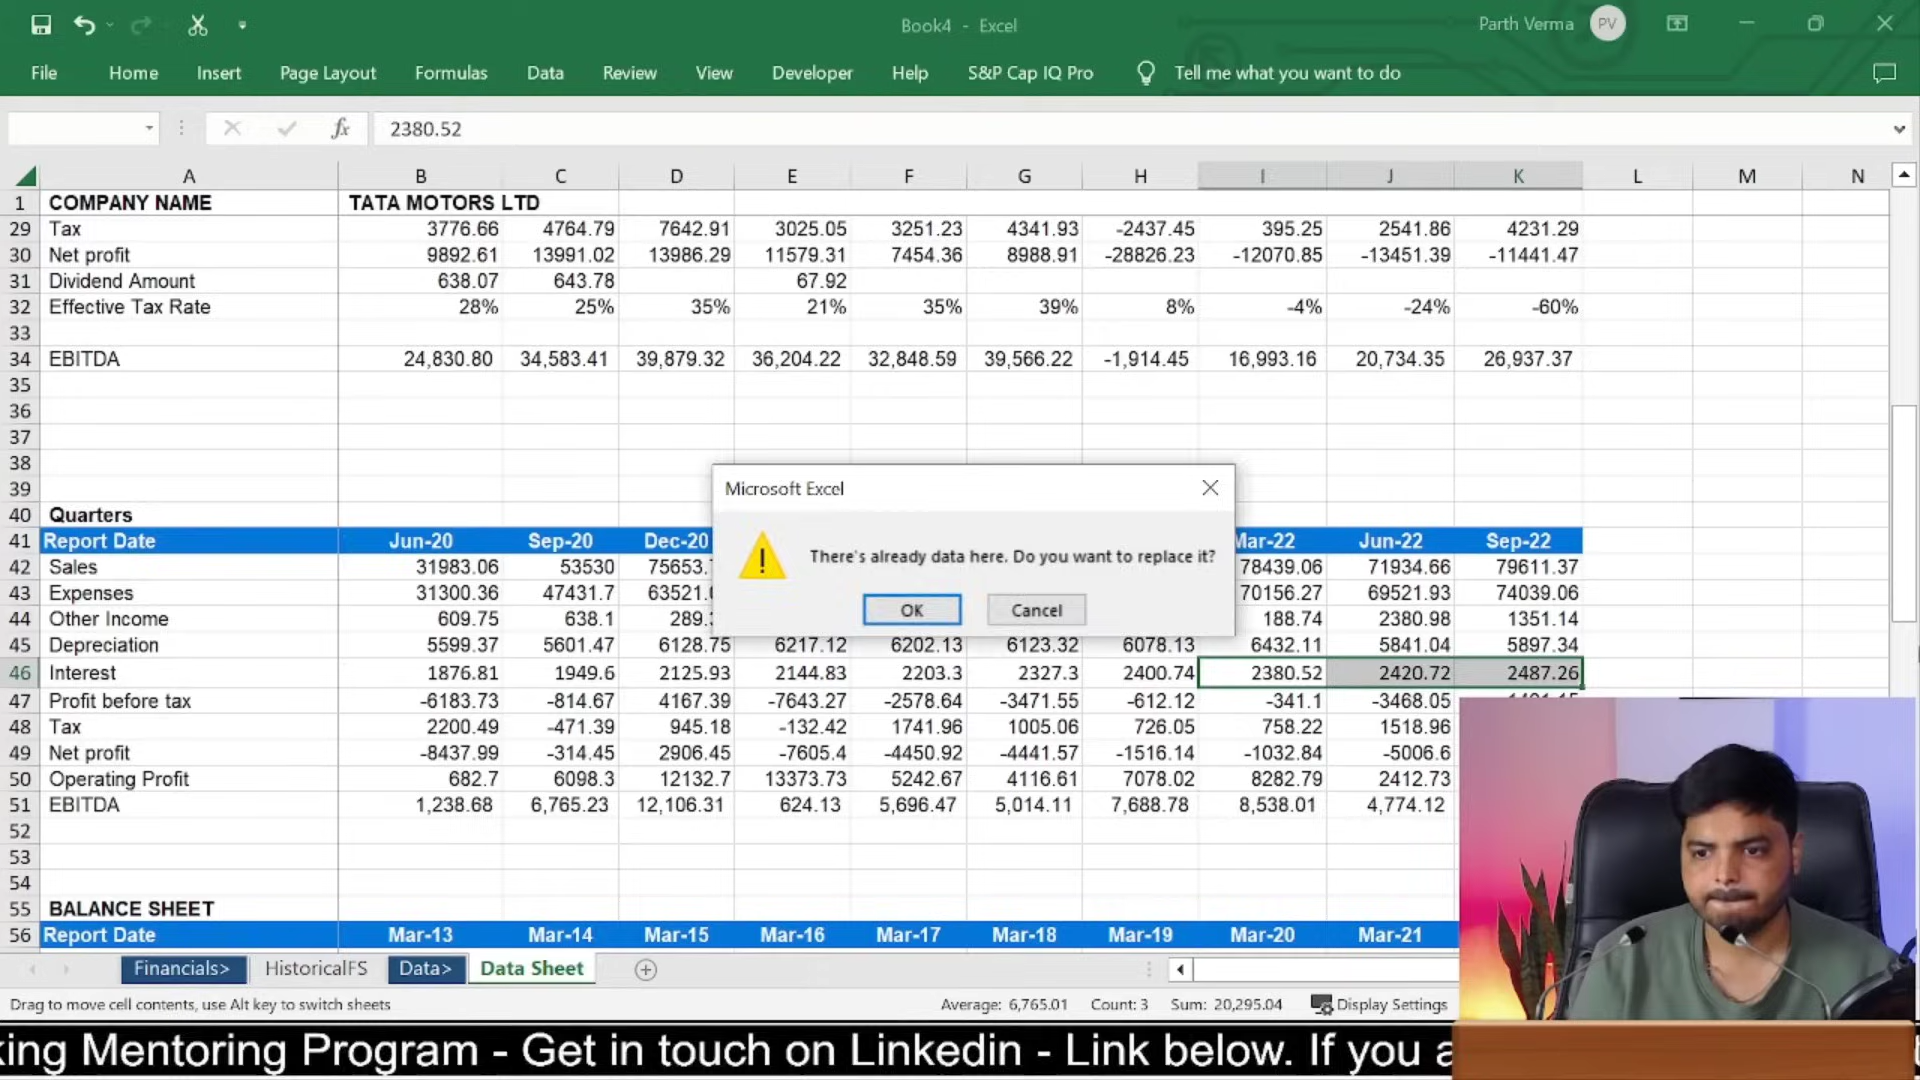 Book4 - Excel
Parth Verma PV
File Home Insert Page Layout Formulas Data Review View Developer Help S&P Cap IQ Pro Tell me what you want to do
fx 2380.52
A B C D E F G H I J K L M N
1 COMPANY NAME TATA MOTORS LTD
29 Tax 3776.66 4764.79 7642.91 3025.05 3251.23 4341.93 -2437.45 395.25 2541.86 4231.29
30 Net profit 9892.61 13991.02 13986.29 11579.31 7454.36 8988.91 -28826.23 -12070.85 -13451.39 -11441.47
31 Dividend Amount 638.07 643.78 67.92
32 Effective Tax Rate 28% 25% 35% 21% 35% 39% 8% -4% -24% -60%
33
34 EBITDA 24,830.80 34,583.41 39,879.32 36,204.22 32,848.59 39,566.22 -1,914.45 16,993.16 20,734.35 26,937.37
35
36
37
38
39
40 Quarters
41 Report Date Jun-20 Sep-20 Dec-20 Mar-22 Jun-22 Sep-22
42 Sales 31983.06 53530 75653. 78439.06 71934.66 79611.37
43 Expenses 31300.36 47431.7 63521. 70156.27 69521.93 74039.06
44 Other Income 609.75 638.1 289. 188.74 2380.98 1351.14
45 Depreciation 5599.37 5601.47 6128.75 6217.12 6202.13 6123.32 6078.13 6432.11 5841.04 5897.34
46 Interest 1876.81 1949.6 2125.93 2144.83 2203.3 2327.3 2400.74 2380.52 2420.72 2487.26
47 Profit before tax -6183.73 -814.67 4167.39 -7643.27 -2578.64 -3471.55 -612.12 -341.1 -3468.05
48 Tax 2200.49 -471.39 945.18 -132.42 1741.96 1005.06 726.05 758.22 1518.96
49 Net profit -8437.99 -314.45 2906.45 -7605.4 -4450.92 -4441.57 -1516.14 -1032.84 -5006.6
50 Operating Profit 682.7 6098.3 12132.7 13373.73 5242.67 4116.61 7078.02 8282.79 2412.73
51 EBITDA 1,238.68 6,765.23 12,106.31 624.13 5,696.47 5,014.11 7,688.78 8,538.01 4,774.12
52
53
54
55 BALANCE SHEET
56 Report Date Mar-13 Mar-14 Mar-15 Mar-16 Mar-17 Mar-18 Mar-19 Mar-20 Mar-21
Microsoft Excel
There's already data here. Do you want to replace it?
OK Cancel
Financials> HistoricalFS Data> Data Sheet
Drag to move cell contents, use Alt key to switch sheets Average: 6,765.01 Count: 3 Sum: 20,295.04 Display Settings
king Mentoring Program - Get in touch on Linkedin - Link below. If you a